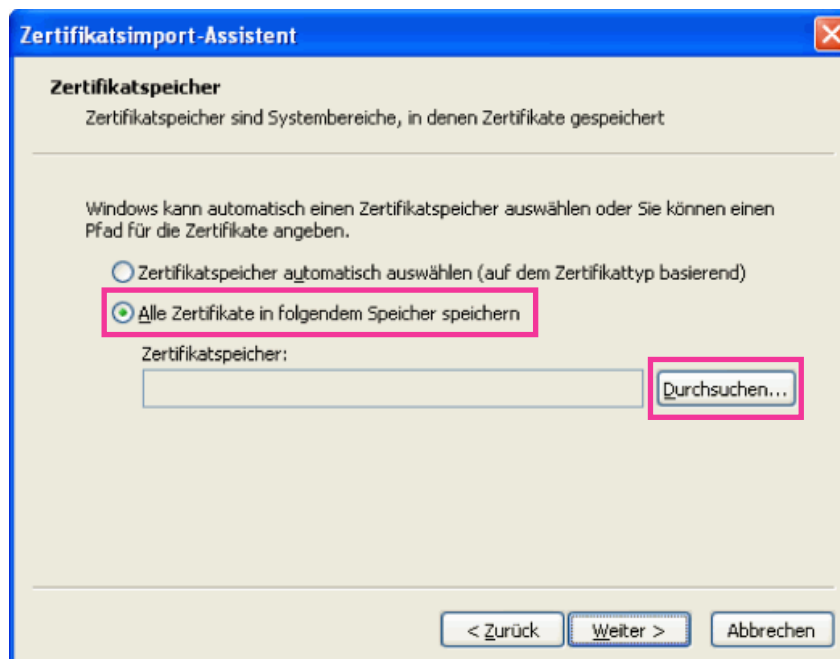 Zertifikatsimport-Assistent
Zertifikatspeicher
Zertifikatspeicher sind Systembereiche, in denen Zertifikate gespeichert
Windows kann automatisch einen Zertifikatspeicher auswählen oder Sie können einen
Pfad für die Zertifikate angeben.
Zertifikatspeicher automatisch auswählen (auf dem Zertifikattyp basierend)
Alle Zertifikate in folgendem Speicher speichern
Zertifikatspeicher:
Durchsuchen...
< Zurück
Weiter >
Abbrechen